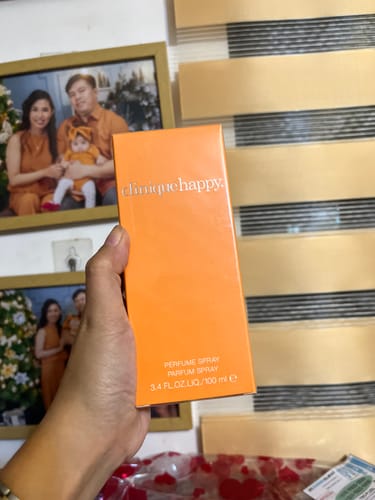 clinique happy.
PERFUME SPRAY
PARFUM SPRAY
3.4 FL.OZ.LIQ./100 ml ℮